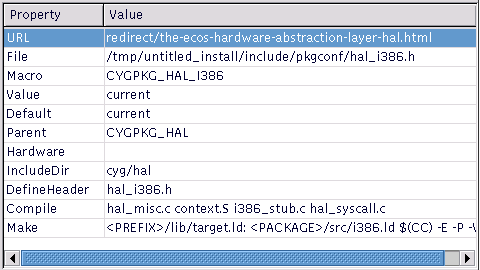 Property Value
URL redirect/the-ecos-hardware-abstraction-layer-hal.html
File /tmp/untitled_install/include/pkgconf/hal_i386.h
Macro CYGPKG_HAL_I386
Value current
Default current
Parent CYGPKG_HAL
Hardware
IncludeDir cyg/hal
DefineHeader hal_i386.h
Compile hal_misc.c context.S i386_stub.c hal_syscall.c
Make <PREFIX>/lib/target.ld: <PACKAGE>/src/i386.ld $(CC) -E -P